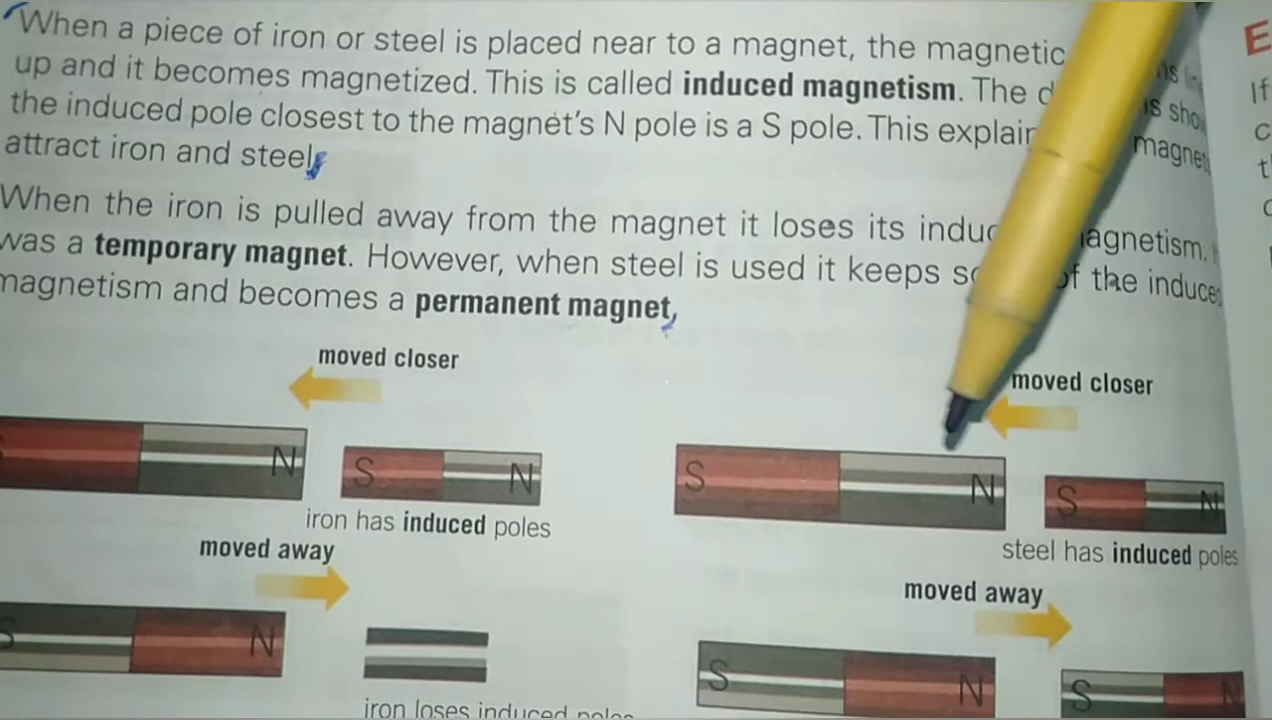 When a piece of iron or steel is placed near to a magnet, the magnetic
up and it becomes magnetized. This is called induced magnetism. The
the induced pole closest to the magnet's N pole is a S pole. This
attract iron and steel
When the iron is pulled away from the magnet it loses its
was a temporary magnet. However, when steel is used it keeps of the
magnetism and becomes a permanent magnet,
moved closer
moved closer
N S N
S N S N
iron has induced poles
steel has induced poles
moved away
moved away
S N
S N S N
iron loses induced